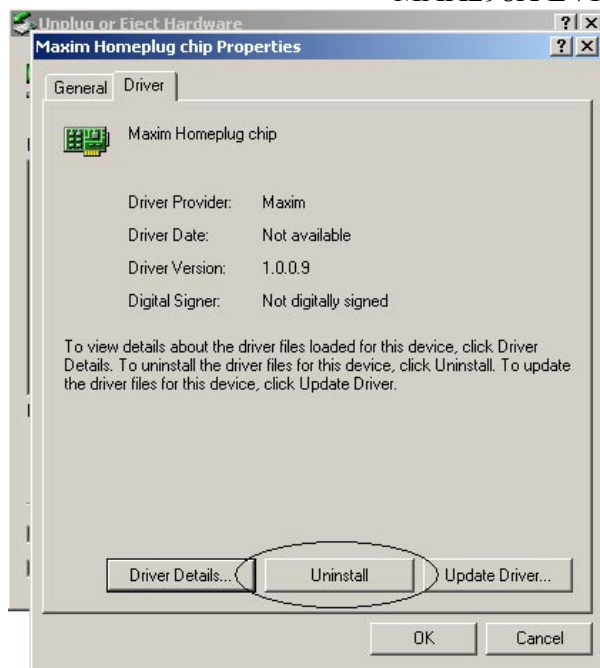 Unplug or Eject Hardware
Maxim Homeplug chip Properties
General Driver
Maxim Homeplug chip
Driver Provider: Maxim
Driver Date: Not available
Driver Version: 1.0.0.9
Digital Signer: Not digitally signed
To view details about the driver files loaded for this device, click Driver
Details. To uninstall the driver files for this device, click Uninstall. To update
the driver files for this device, click Update Driver.
Driver Details... Uninstall Update Driver...
OK Cancel